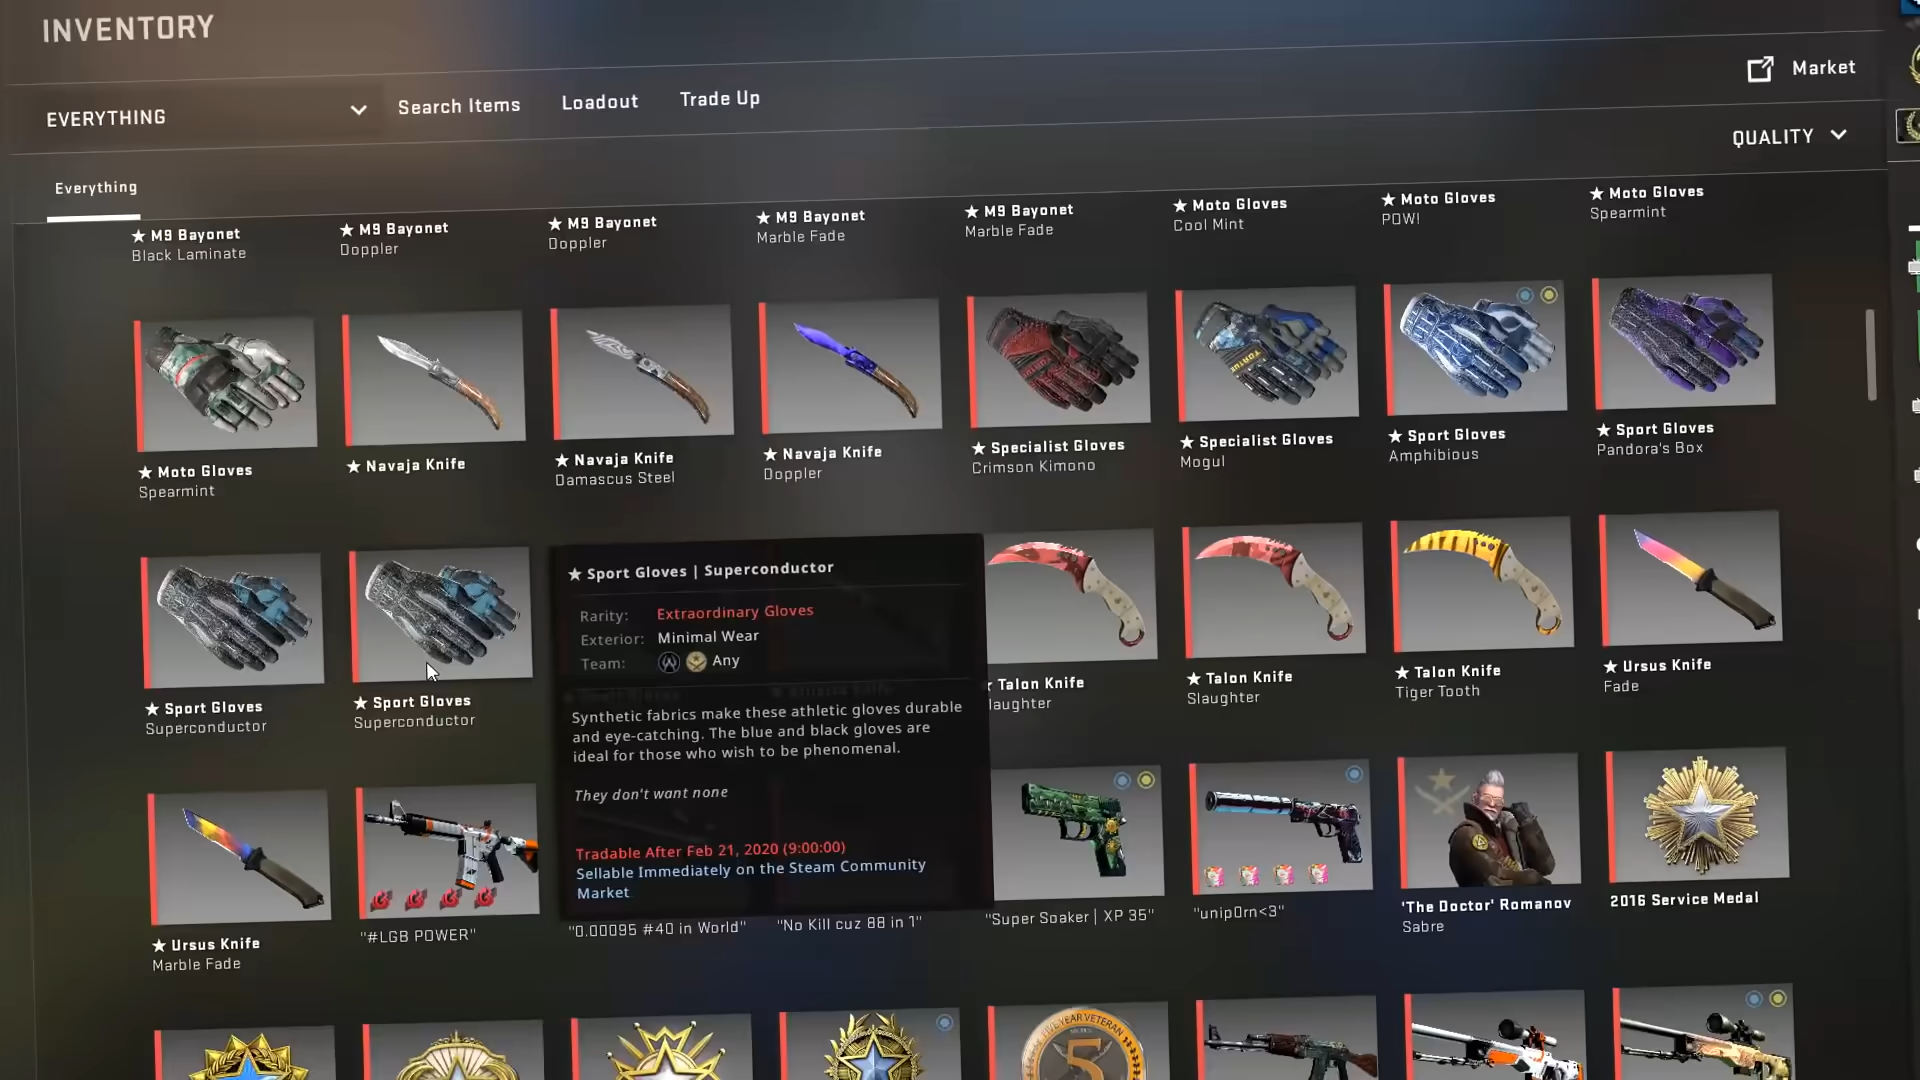 INVENTORY
Market
EVERYTHING
Search Items
Loadout
Trade Up
QUALITY
Everything
★ M9 Bayonet
Black Laminate
★ M9 Bayonet
Doppler
★ M9 Bayonet
Doppler
★ M9 Bayonet
Marble Fade
★ M9 Bayonet
Marble Fade
★ Moto Gloves
Cool Mint
★ Moto Gloves
POW!
★ Moto Gloves
Spearmint
★ Moto Gloves
Spearmint
★ Navaja Knife
★ Navaja Knife
Damascus Steel
★ Navaja Knife
Doppler
★ Specialist Gloves
Crimson Kimono
★ Specialist Gloves
Mogul
★ Sport Gloves
Amphibious
★ Sport Gloves
Pandora's Box
★ Sport Gloves
Superconductor
★ Sport Gloves
Superconductor
★ Sport Gloves | Superconductor
Rarity: Extraordinary Gloves
Exterior: Minimal Wear
Team: Any
Synthetic fabrics make these athletic gloves durable
and eye-catching. The blue and black gloves are
ideal for those who wish to be phenomenal.
They don't want none
Tradable After Feb 21, 2020 (9:00:00)
Sellable Immediately on the Steam Community
Market
Talon Knife
laughter
★ Talon Knife
Slaughter
★ Talon Knife
Tiger Tooth
★ Ursus Knife
Fade
★ Ursus Knife
Marble Fade
"#LGB POWER"
"0.00095 #40 in World"
"No Kill cuz 88 in 1"
"Super Soaker | XP 35"
"unip0rn<3"
'The Doctor' Romanov
Sabre
2016 Service Medal
FIVE YEAR VETERAN
5